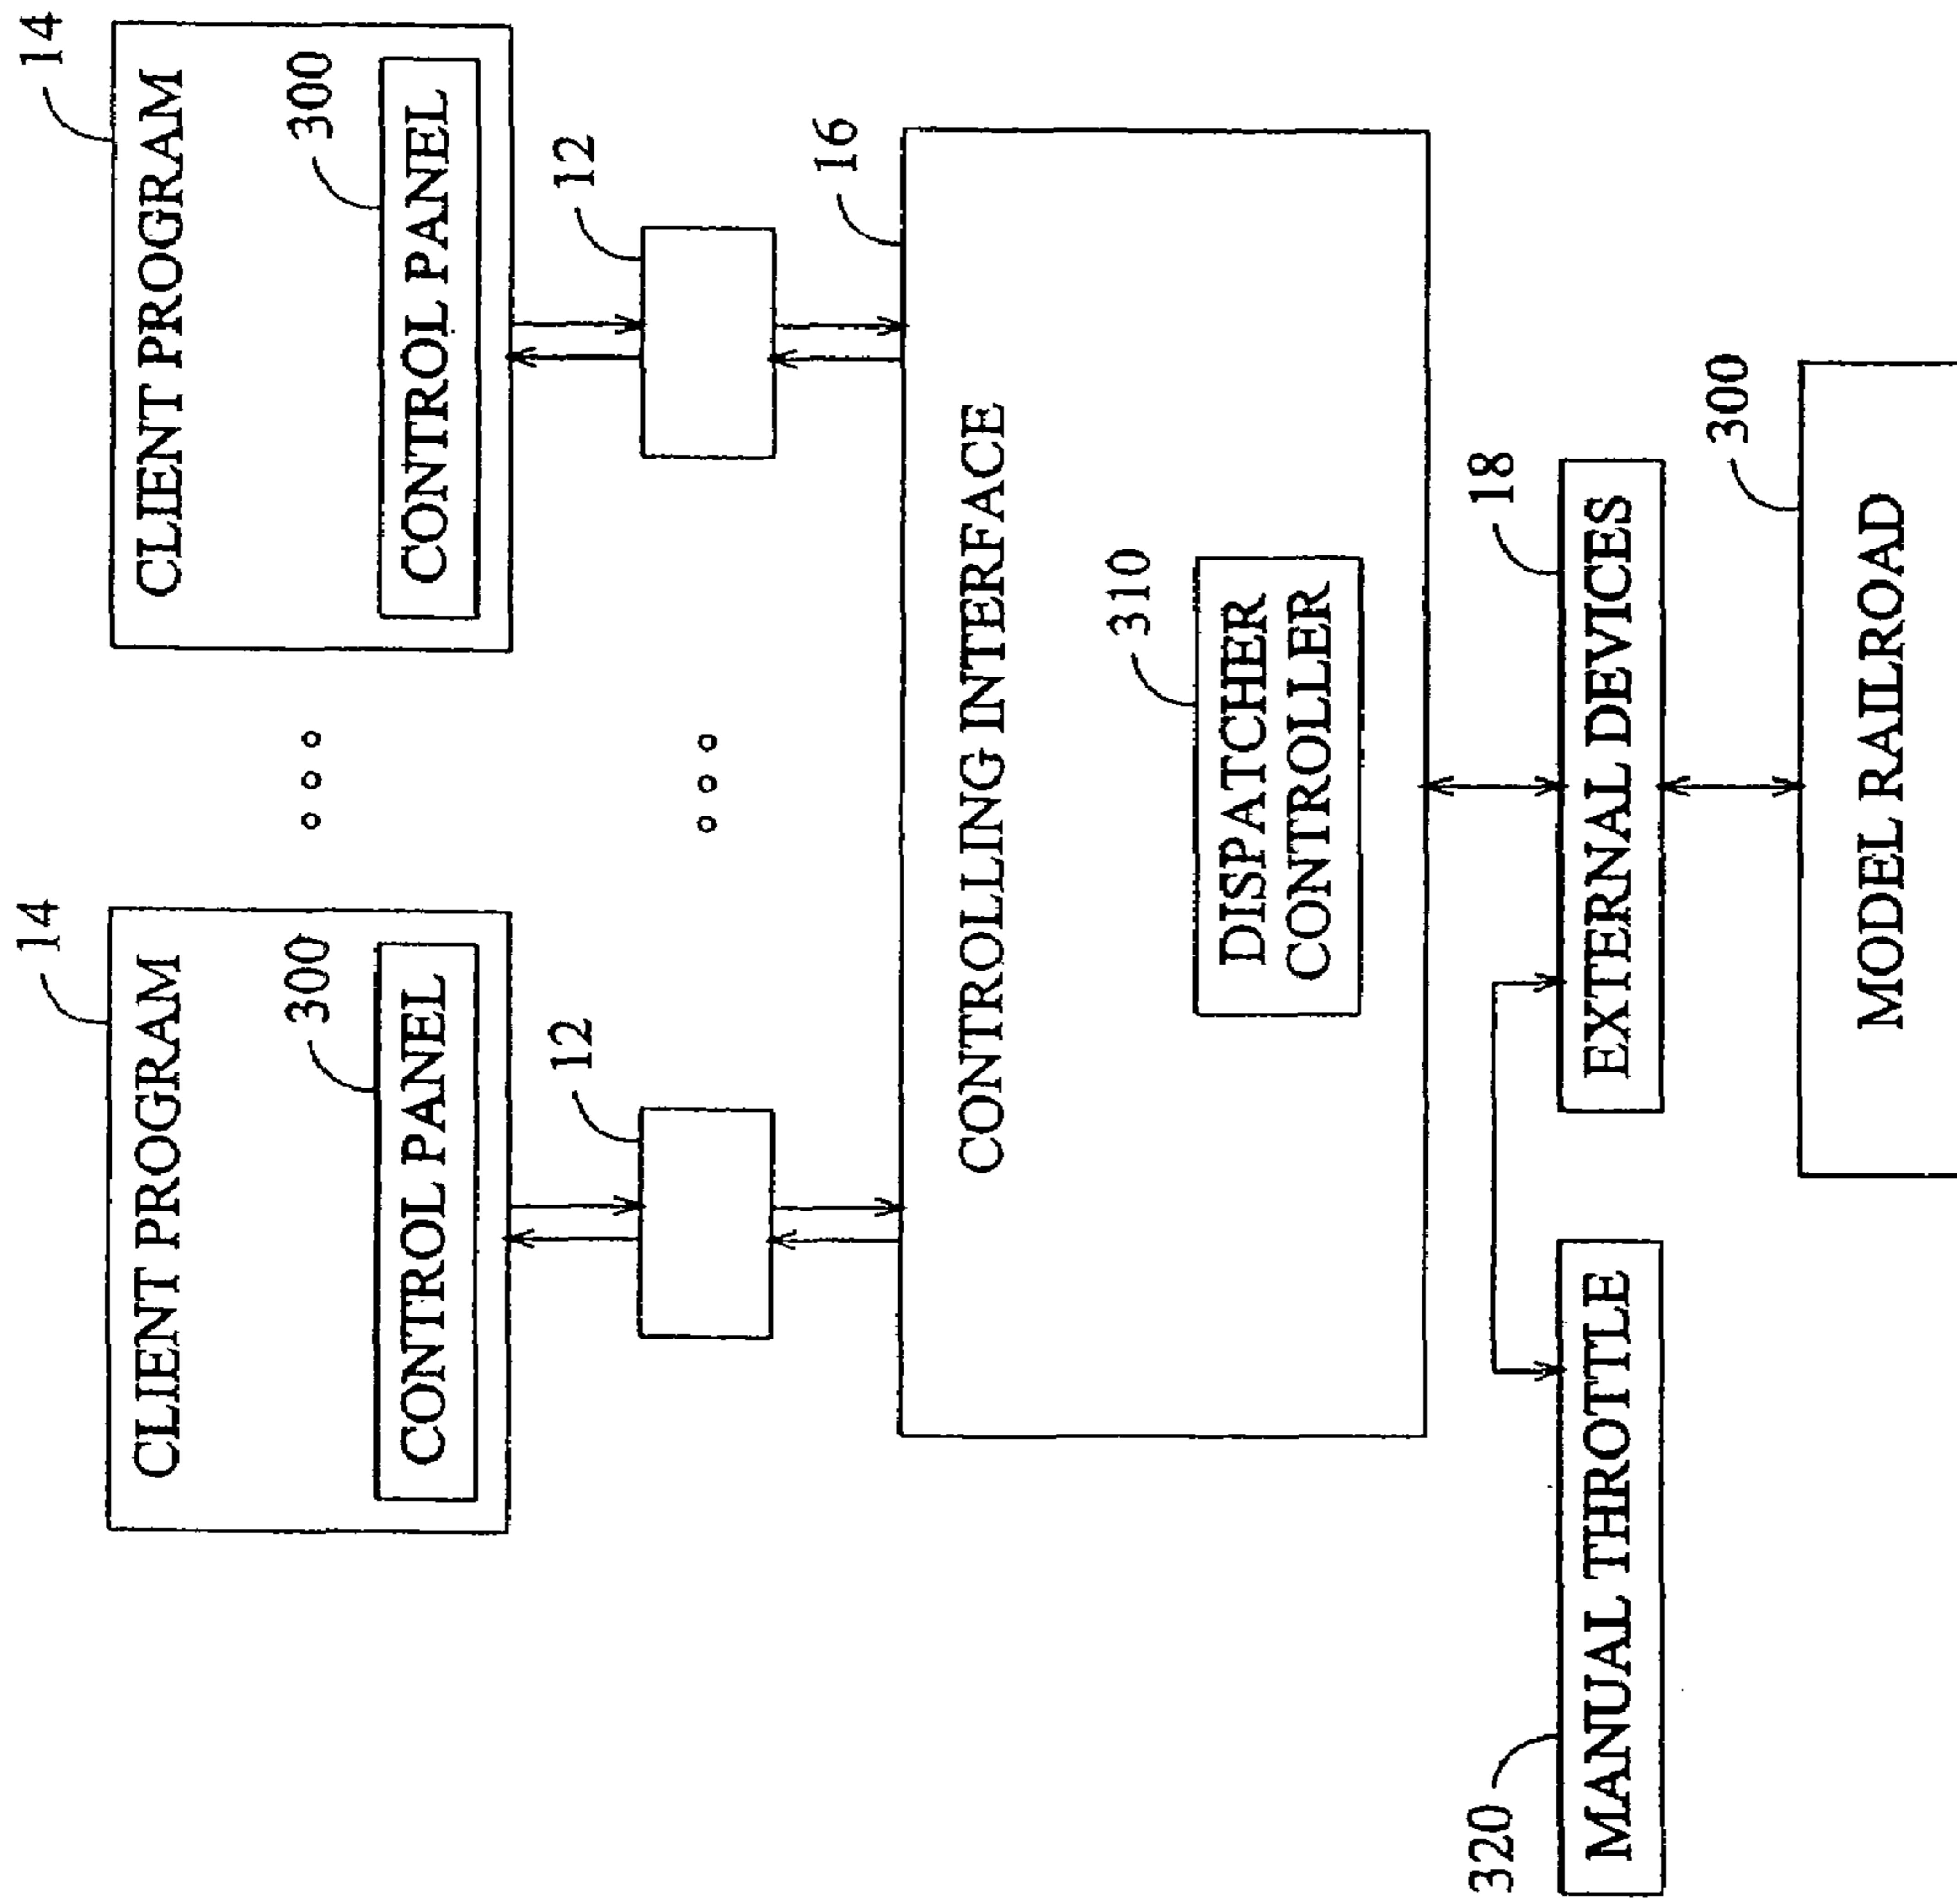 14
14
CLIENT PROGRAM
CLIENT PROGRAM
300
300
CONTROL PANEL
CONTROL PANEL
12
12
16
CONTROLLING INTERFACE
310
DISPATCHER
CONTROLLER
320
18
MANUAL THROTTLE
EXTERNAL DEVICES
300
MODEL RAILROAD